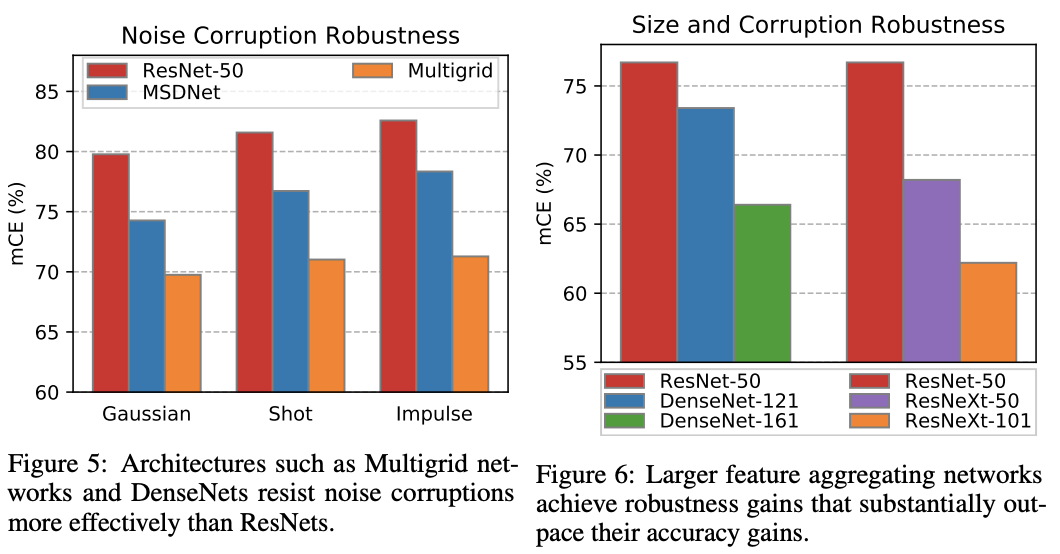 Noise Corruption Robustness
ResNet-50
MSDNet
Multigrid
mCE (%)
85
80
75
70
65
60
Gaussian
Shot
Impulse
Figure 5: Architectures such as Multigrid net-
works and DenseNets resist noise corruptions
more effectively than ResNets.
Size and Corruption Robustness
mCE (%)
75
70
65
60
55
ResNet-50
DenseNet-121
DenseNet-161
ResNet-50
ResNeXt-50
ResNeXt-101
Figure 6: Larger feature aggregating networks
achieve robustness gains that substantially out-
pace their accuracy gains.